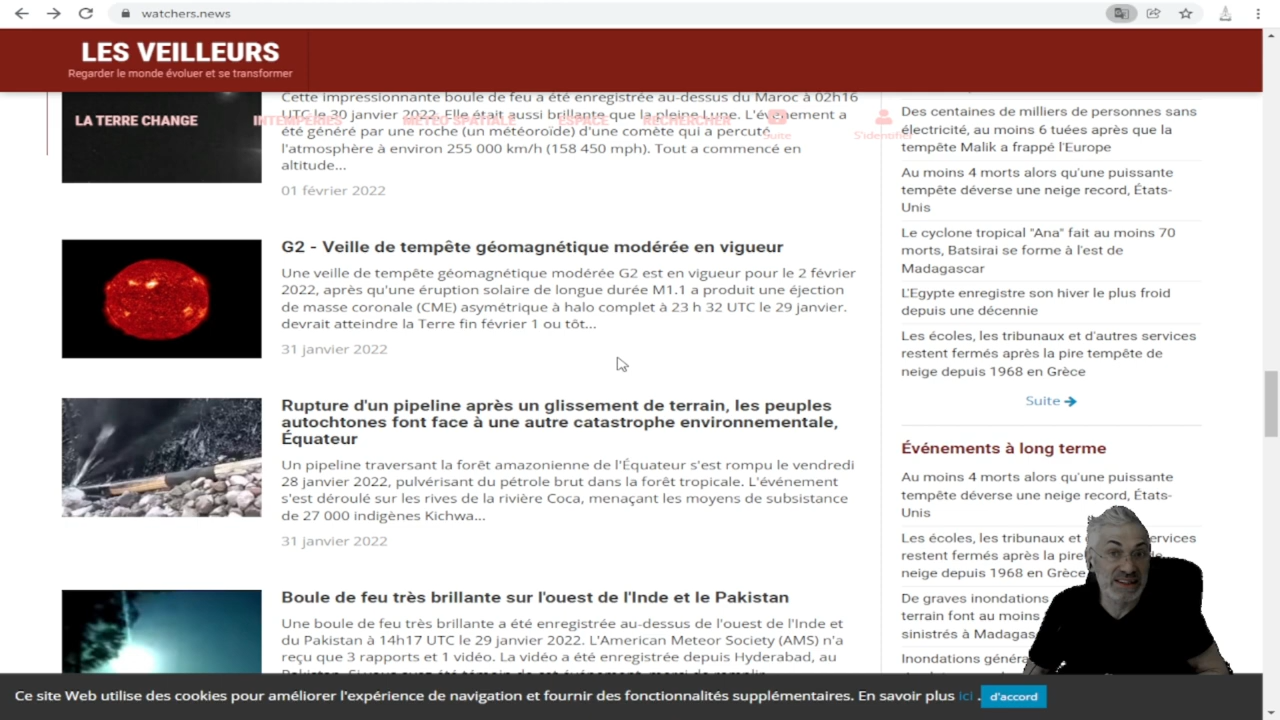 watchers.news
LES VEILLEURS
Regarder le monde évoluer et se transformer
LA TERRE CHANGE INTEMPÉRIES MÉTÉO SPATIALE ESPACE RECHERCHER Suite S'identifier
Cette impressionnante boule de feu a été enregistrée au-dessus du Maroc à 02h16
UTC le 30 janvier 2022. Elle était aussi brillante que la pleine Lune. L'événement a
été généré par une roche (un météoroïde) d'une comète qui a percuté
l'atmosphère à environ 255 000 km/h (158 450 mph). Tout a commencé en
altitude...
01 février 2022
G2 - Veille de tempête géomagnétique modérée en vigueur
Une veille de tempête géomagnétique modérée G2 est en vigueur pour le 2 février
2022, après qu'une éruption solaire de longue durée M1.1 a produit une éjection
de masse coronale (CME) asymétrique à halo complet à 23 h 32 UTC le 29 janvier.
devrait atteindre la Terre fin février 1 ou tôt...
31 janvier 2022
Rupture d'un pipeline après un glissement de terrain, les peuples
autochtones font face à une autre catastrophe environnementale,
Équateur
Un pipeline traversant la forêt amazonienne de l'Équateur s'est rompu le vendredi
28 janvier 2022, pulvérisant du pétrole brut dans la forêt tropicale. L'événement
s'est déroulé sur les rives de la rivière Coca, menaçant les moyens de subsistance
de 27 000 indigènes Kichwa...
31 janvier 2022
Boule de feu très brillante sur l'ouest de l'Inde et le Pakistan
Une boule de feu très brillante a été enregistrée au-dessus de l'ouest de l'Inde et
du Pakistan à 14h17 UTC le 29 janvier 2022. L'American Meteor Society (AMS) n'a
reçu que 3 rapports et 1 vidéo. La vidéo a été enregistrée depuis Hyderabad, au
Des centaines de milliers de personnes sans
électricité, au moins 6 tuées après que la
tempête Malik a frappé l'Europe
Au moins 4 morts alors qu'une puissante
tempête déverse une neige record, États-
Unis
Le cyclone tropical "Ana" fait au moins 70
morts, Batsirai se forme à l'est de
Madagascar
L'Egypte enregistre son hiver le plus froid
depuis une décennie
Les écoles, les tribunaux et d'autres services
restent fermés après la pire tempête de
neige depuis 1968 en Grèce
Suite
Événements à long terme
Au moins 4 morts alors qu'une puissante
tempête déverse une neige record, États-
Unis
Les écoles, les tribunaux et services
restent fermés après la pire
neige depuis 1968 en Grèce
De graves inondations
terrain font au moins
sinistrés à Madagas
Inondations généra
Ce site Web utilise des cookies pour améliorer l'expérience de navigation et fournir des fonctionnalités supplémentaires. En savoir plus ici . d'accord